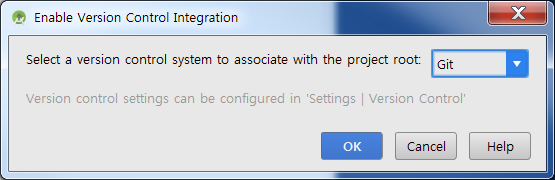 Enable Version Control Integration
Select a version control system to associate with the project root: Git
Version control settings can be configured in 'Settings | Version Control'
OK Cancel Help